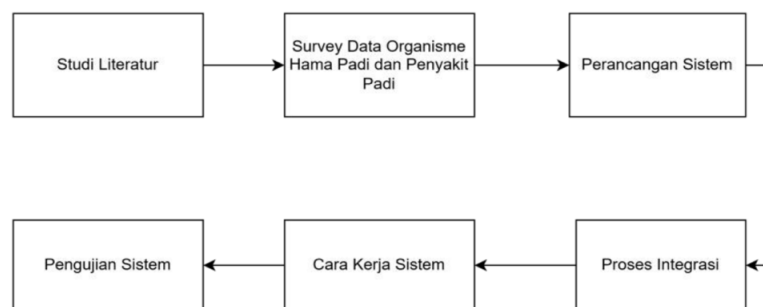 Studi Literatur
Survey Data Organisme
Hama Padi dan Penyakit
Padi
Perancangan Sistem
Pengujian Sistem
Cara Kerja Sistem
Proses Integrasi